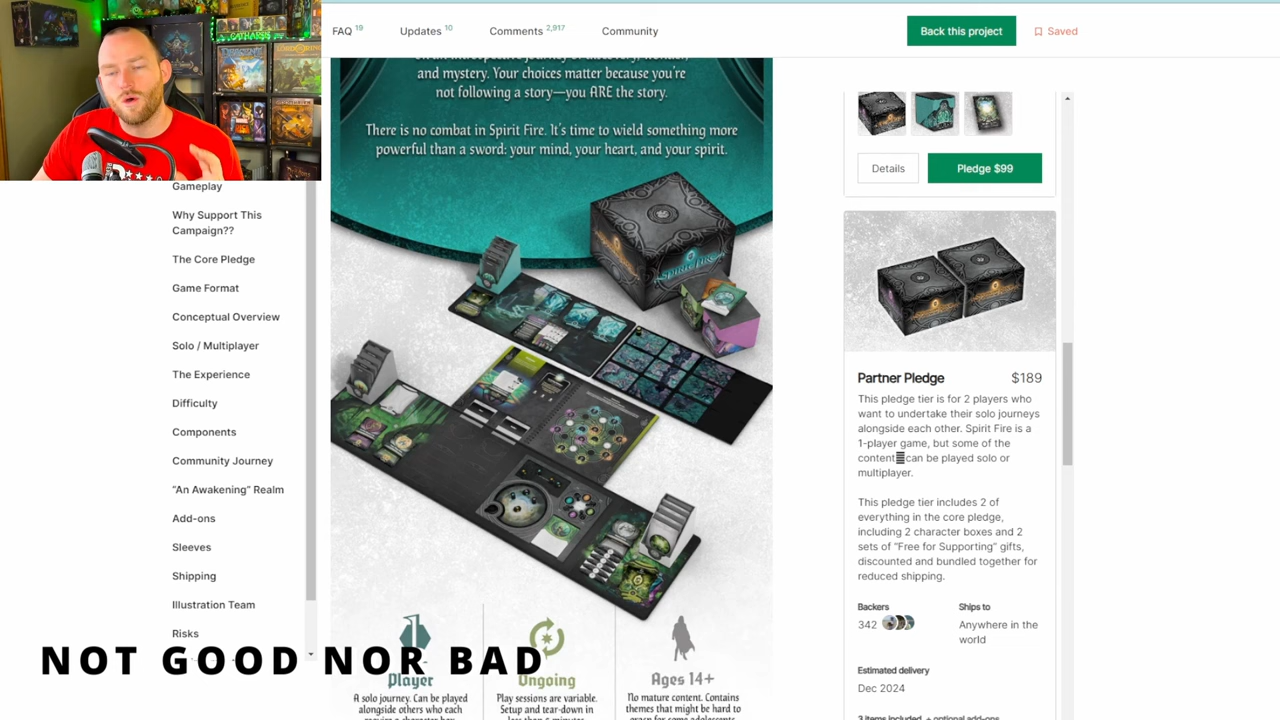 FAQ 19
Updates 10
Comments 2,917
Community
Back this project
Saved
and mystery. Your choices matter because you're
not following a story—you ARE the story.
There is no combat in Spirit Fire. It's time to wield something more
powerful than a sword: your mind, your heart, and your spirit.
Gameplay
Why Support This
Campaign??
The Core Pledge
Game Format
Conceptual Overview
Solo / Multiplayer
The Experience
Difficulty
Components
Community Journey
“An Awakening” Realm
Add-ons
Sleeves
Shipping
Illustration Team
Risks
Player
A solo journey. Can be played
alongside others who each
Ongoing
Play sessions are variable.
Setup and tear-down in
Ages 14+
No mature content. Contains
themes that might be hard to
Details
Pledge $99
Partner Pledge
$189
This pledge tier is for 2 players who
want to undertake their solo journeys
alongside each other. Spirit Fire is a
1-player game, but some of the
content can be played solo or
multiplayer.
This pledge tier includes 2 of
everything in the core pledge,
including 2 character boxes and 2
sets of “Free for Supporting” gifts,
discounted and bundled together for
reduced shipping.
Backers
342
Ships to
Anywhere in the
world
Estimated delivery
Dec 2024
3 items included + optional add-ons
NOT GOOD NOR BAD